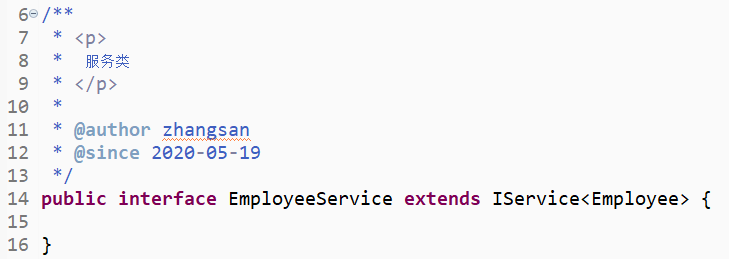 6 /**
7  * <p>
8  *  服务类
9  * </p>
10  *
11  * @author zhangsan
12  * @since 2020-05-19
13  */
14 public interface EmployeeService extends IService<Employee> {
15
16 }